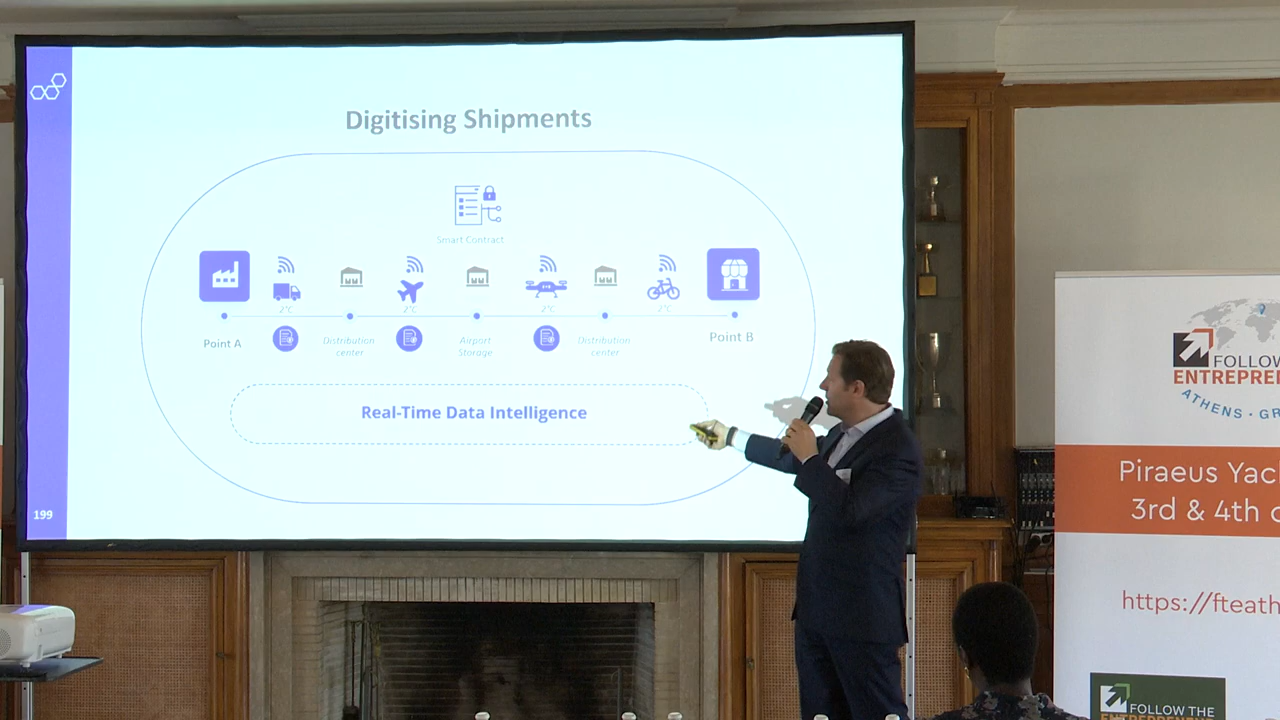 Digitising Shipments
Smart Contract
2°C
2°C
2°C
2°C
Point A
Distribution
center
Airport
Storage
Distribution
center
Point B
Real-Time Data Intelligence
199
FOLLOW
ENTREPRE
ATHENS · GR
Piraeus Yac
3rd & 4th
https://fteath
FOLLOW THE